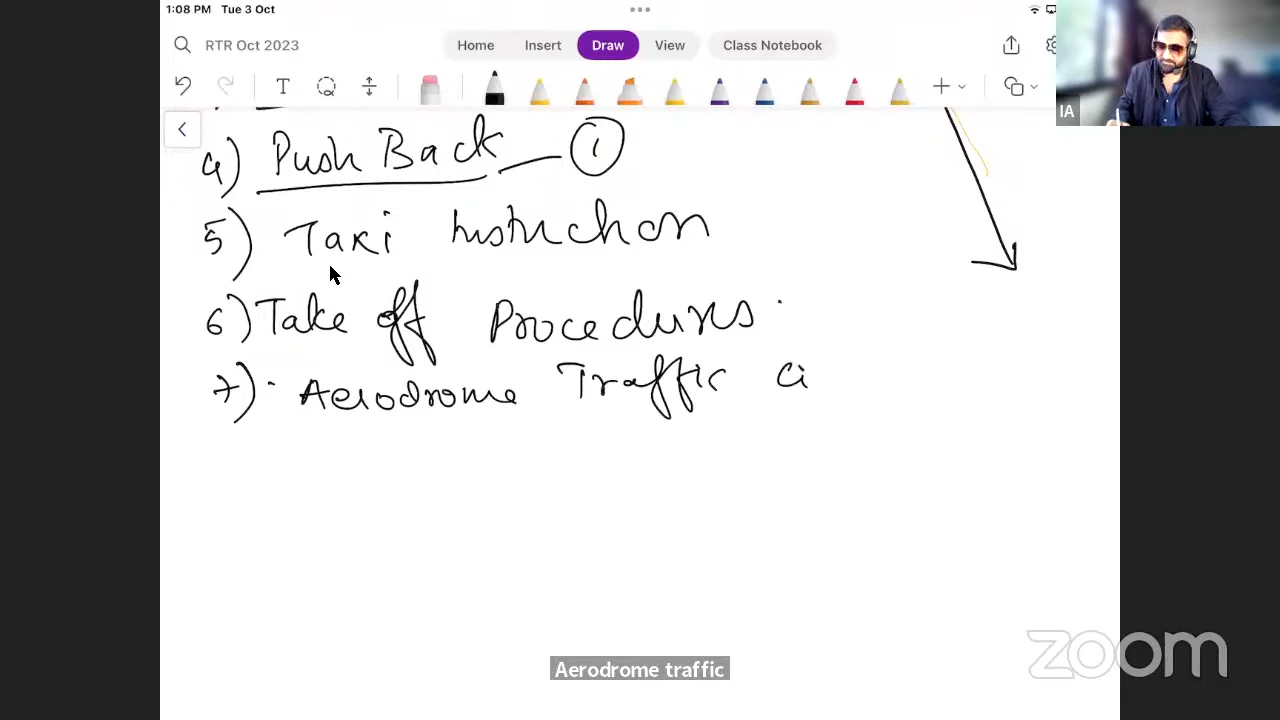 1:08 PM Tue 3 Oct
RTR Oct 2023
Home Insert Draw View Class Notebook
T
IA
4) Push Back — 1
5) Taxi Instruction
6) Take off Procedures.
7) Aerodrome Traffic Ci
Aerodrome traffic
zoom